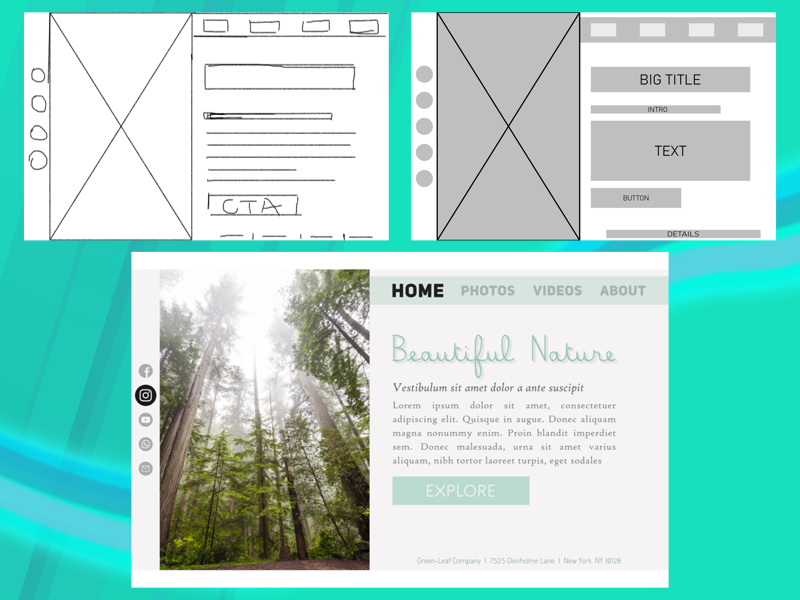 CTA
BIG TITLE
INTRO
TEXT
BUTTON
DETAILS
HOME PHOTOS VIDEOS ABOUT
Beautiful Nature
Vestibulum sit amet dolor a ante suscipit
Lorem ipsum dolor sit amet, consectetuer
adipiscing elit. Quisque in augue. Donec aliquam
magna nonummy enim. Proin blandit imperdiet
sem. Donec malesuada, urna sit amet varius
aliquam, nibh tortor laoreet turpis, eget sodales
EXPLORE
Green-Leaf Company | 7525 Glenholme Lane | New York, NY 10128